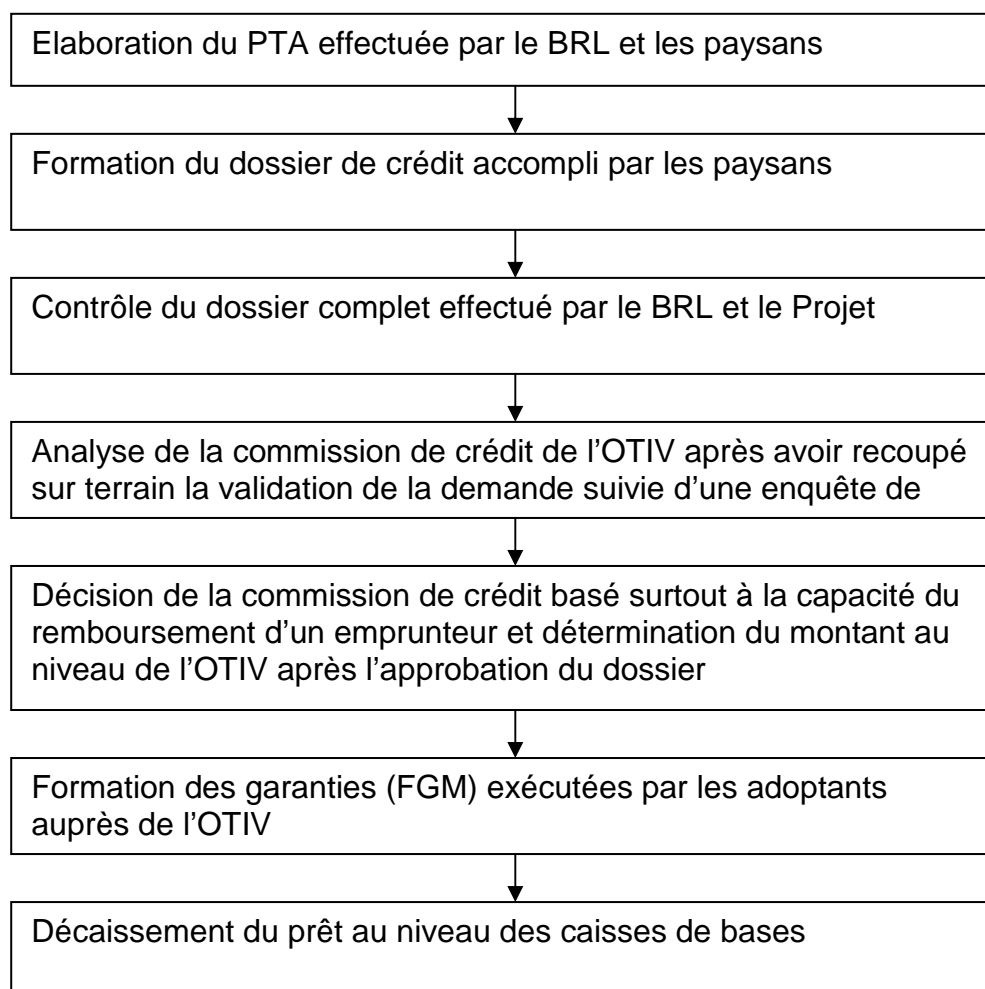 Elaboration du PTA effectuée par le BRL et les paysans
Formation du dossier de crédit accompli par les paysans
Contrôle du dossier complet effectué par le BRL et le Projet
Analyse de la commission de crédit de l’OTIV après avoir recoupé
sur terrain la validation de la demande suivie d’une enquête de
Décision de la commission de crédit basé surtout à la capacité du
remboursement d’un emprunteur et détermination du montant au
niveau de l’OTIV après l’approbation du dossier
Formation des garanties (FGM) exécutées par les adoptants
auprès de l’OTIV
Décaissement du prêt au niveau des caisses de bases